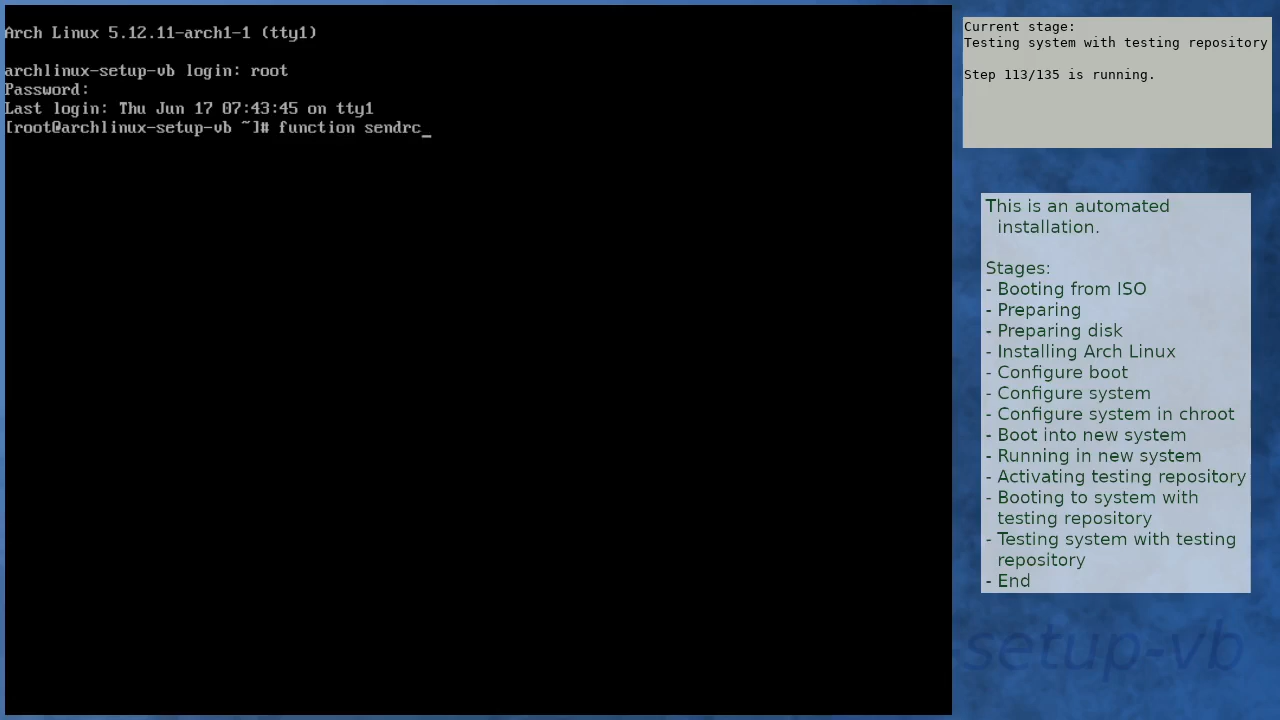 Arch Linux 5.12.11-arch1-1 (tty1)
archlinux-setup-vb login: root
Password:
Last login: Thu Jun 17 07:43:45 on tty1
[root@archlinux-setup-vb ~]# function sendrc_
Current stage:
Testing system with testing repository
Step 113/135 is running.
This is an automated
installation.
Stages:
- Booting from ISO
- Preparing
- Preparing disk
- Installing Arch Linux
- Configure boot
- Configure system
- Configure system in chroot
- Boot into new system
- Running in new system
- Activating testing repository
- Booting to system with
testing repository
- Testing system with testing
repository
- End
setup-vb